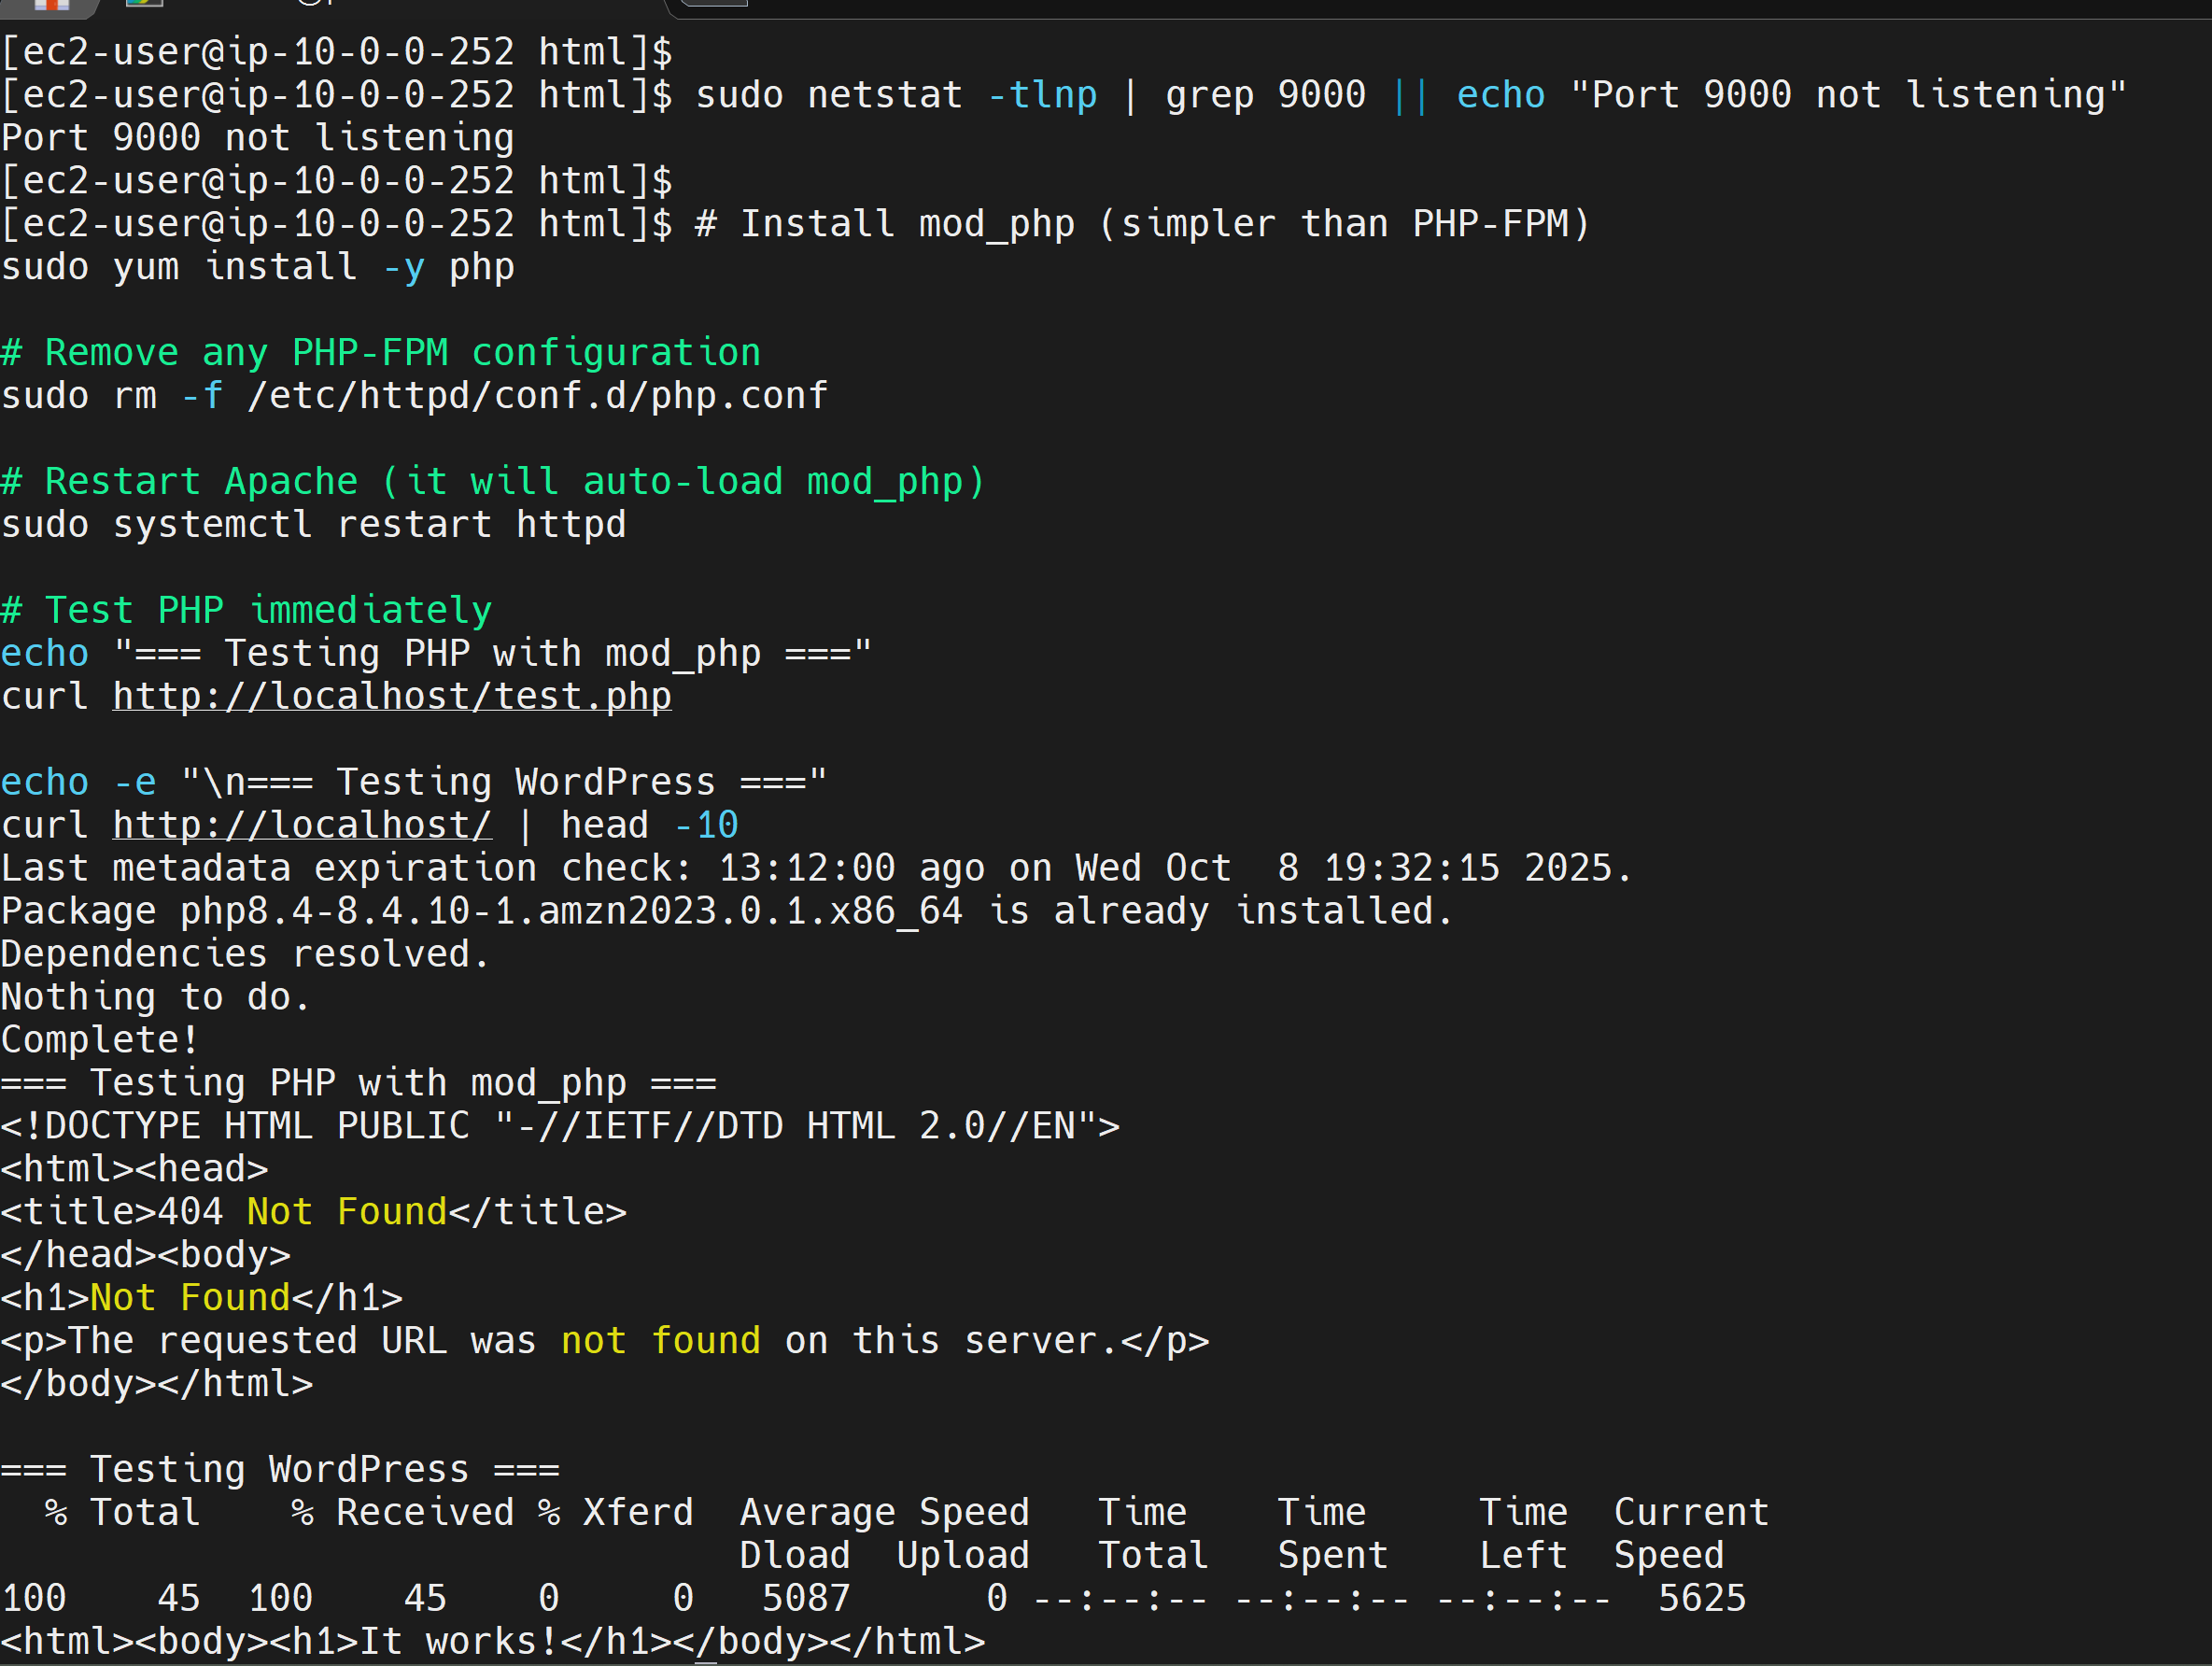 [ec2-user@ip-10-0-0-252 html]$
[ec2-user@ip-10-0-0-252 html]$ sudo netstat -tlnp | grep 9000 || echo "Port 9000 not listening"
Port 9000 not listening
[ec2-user@ip-10-0-0-252 html]$
[ec2-user@ip-10-0-0-252 html]$ # Install mod_php (simpler than PHP-FPM)
sudo yum install -y php

# Remove any PHP-FPM configuration
sudo rm -f /etc/httpd/conf.d/php.conf

# Restart Apache (it will auto-load mod_php)
sudo systemctl restart httpd

# Test PHP immediately
echo "=== Testing PHP with mod_php ==="
curl http://localhost/test.php

echo -e "\n=== Testing WordPress ==="
curl http://localhost/ | head -10
Last metadata expiration check: 13:12:00 ago on Wed Oct  8 19:32:15 2025.
Package php8.4-8.4.10-1.amzn2023.0.1.x86_64 is already installed.
Dependencies resolved.
Nothing to do.
Complete!
=== Testing PHP with mod_php ===
<!DOCTYPE HTML PUBLIC "-//IETF//DTD HTML 2.0//EN">
<html><head>
<title>404 Not Found</title>
</head><body>
<h1>Not Found</h1>
<p>The requested URL was not found on this server.</p>
</body></html>

=== Testing WordPress ===
  % Total    % Received % Xferd  Average Speed   Time    Time     Time  Current
                                 Dload  Upload   Total   Spent    Left  Speed
100    45  100    45    0     0   5087      0 --:--:-- --:--:-- --:--:--  5625
<html><body><h1>It works!</h1></body></html>